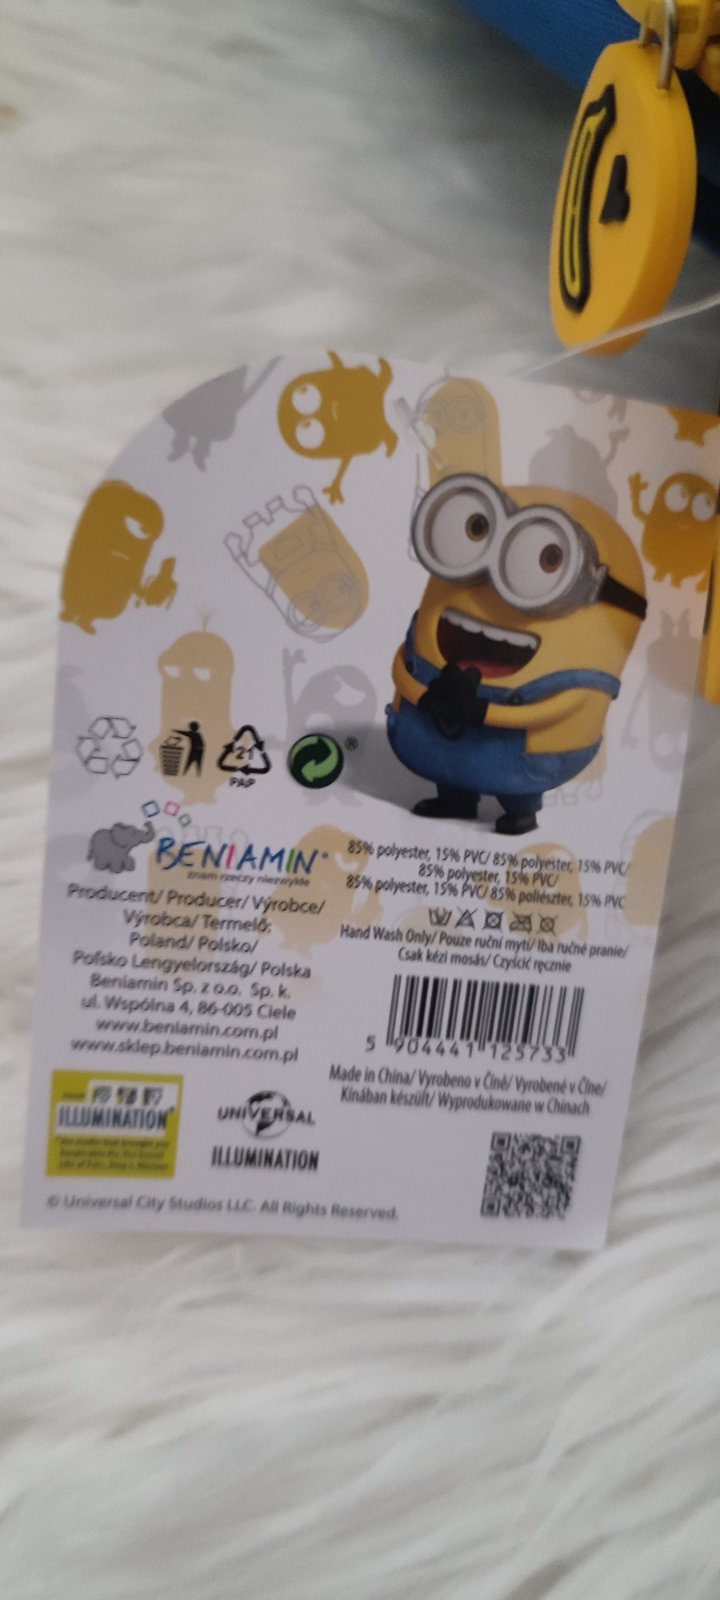 21
PAP
BENIAMIN®
znam rzeczy niezwykłe
Producent/ Producer/ Výrobce/
Výrobca/ Termelő:
Poland/ Polsko/
Poľsko Lengyelország/ Polska
Beniamin Sp. z o.o. Sp. k.
ul. Wspólna 4, 86-005 Ciele
www.beniamin.com.pl
www.sklep.beniamin.com.pl
85% polyester, 15% PVC/ 85% polyester, 15% PVC/
85% polyester, 15% PVC/
85% polyester, 15% PVC/ 85% poliészter, 15% PVC
Hand Wash Only/ Pouze ruční mytí/ Iba ručné pranie/
Csak kézi mosás/ Czyścić ręcznie
5 904441 125733
Made in China/ Vyrobeno v Číně/ Vyrobené v Číne/
Kínában készült/ Wyprodukowane w Chinach
FROM
ILLUMINATION
UNIVERSAL
ILLUMINATION
© Universal City Studios LLC. All Rights Reserved.